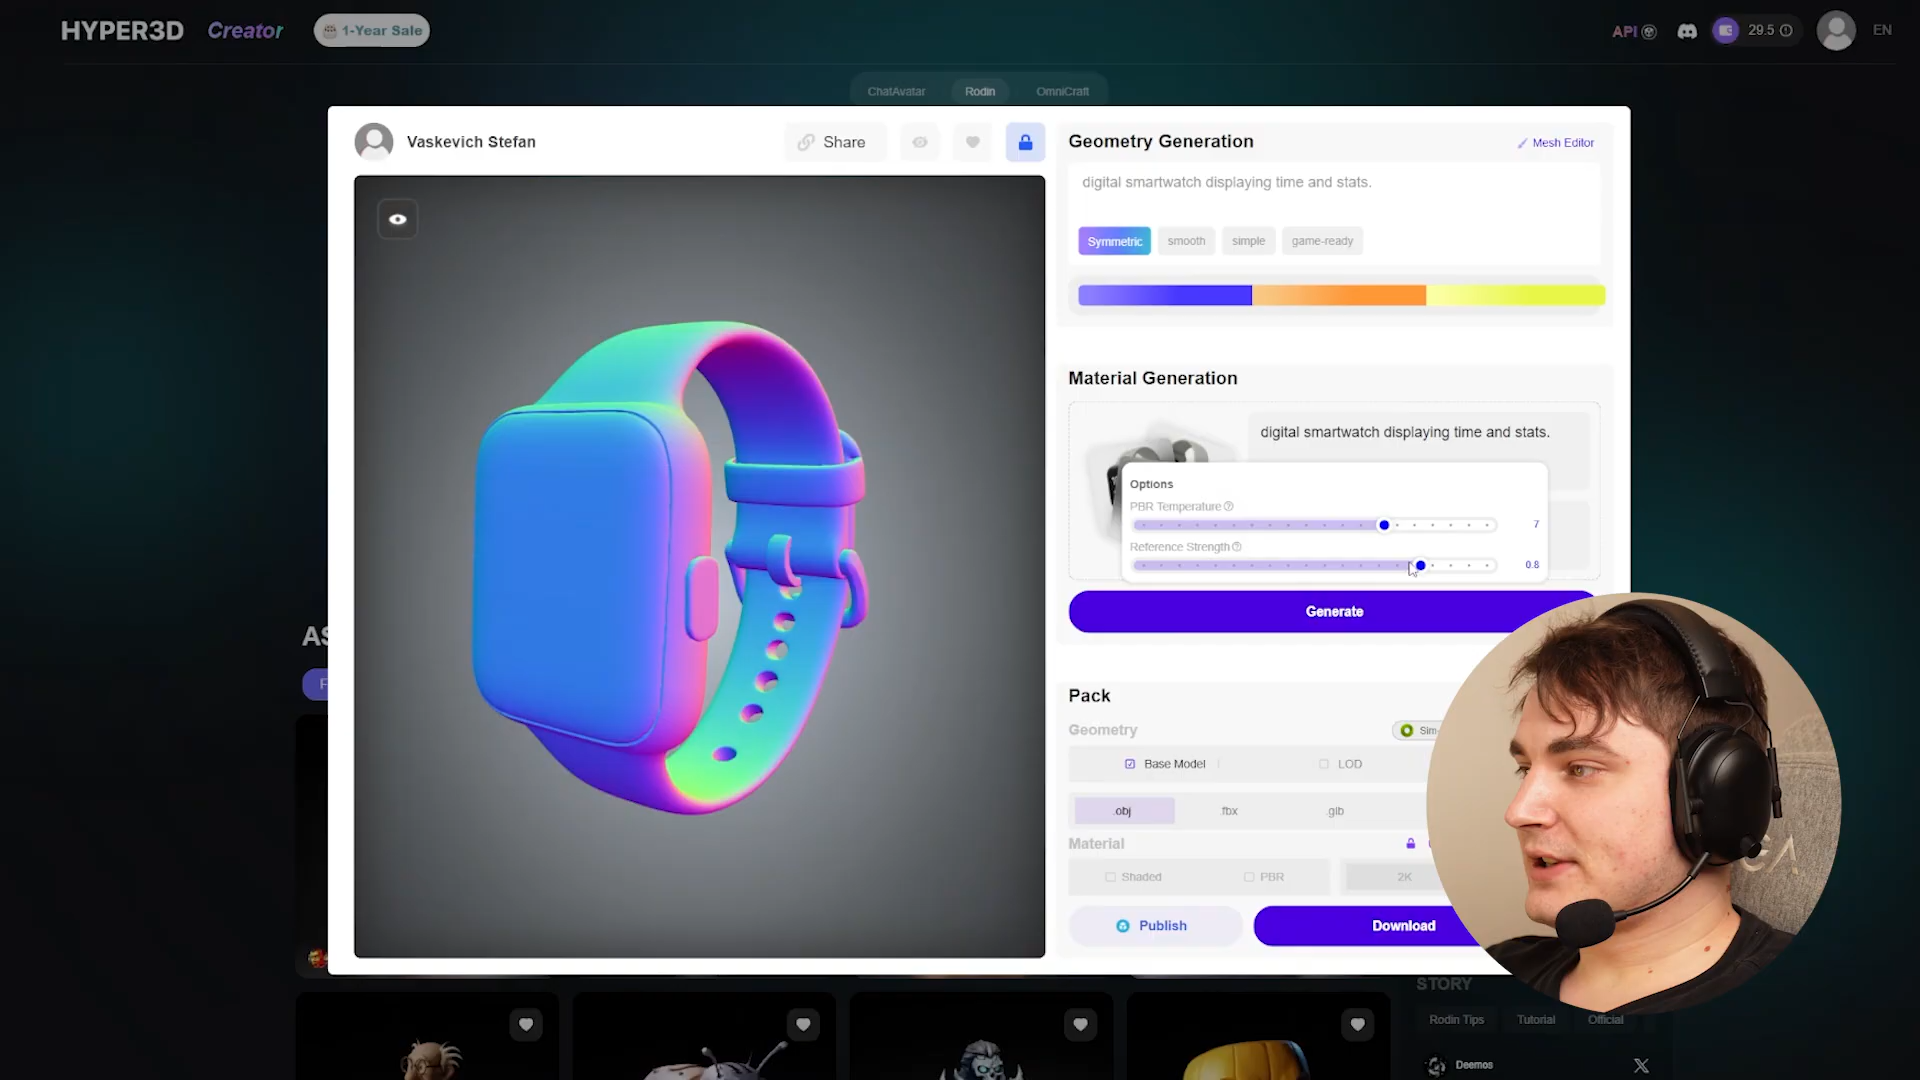 HYPER3D Creator 1-Year Sale API 29.5 EN
ChatAvatar Rodin OmniCraft
Vaskevich Stefan Share
Geometry Generation Mesh Editor
digital smartwatch displaying time and stats.
Symmetric smooth simple game-ready
Material Generation
digital smartwatch displaying time and stats.
Options
PBR Temperature 7
Reference Strength 0.8
Generate
Pack
Geometry
Base Model LOD
.obj .fbx .glb
Material
Shaded PBR 2K
Publish Download
STORY
Rodin Tips Tutorial Official
Deemos